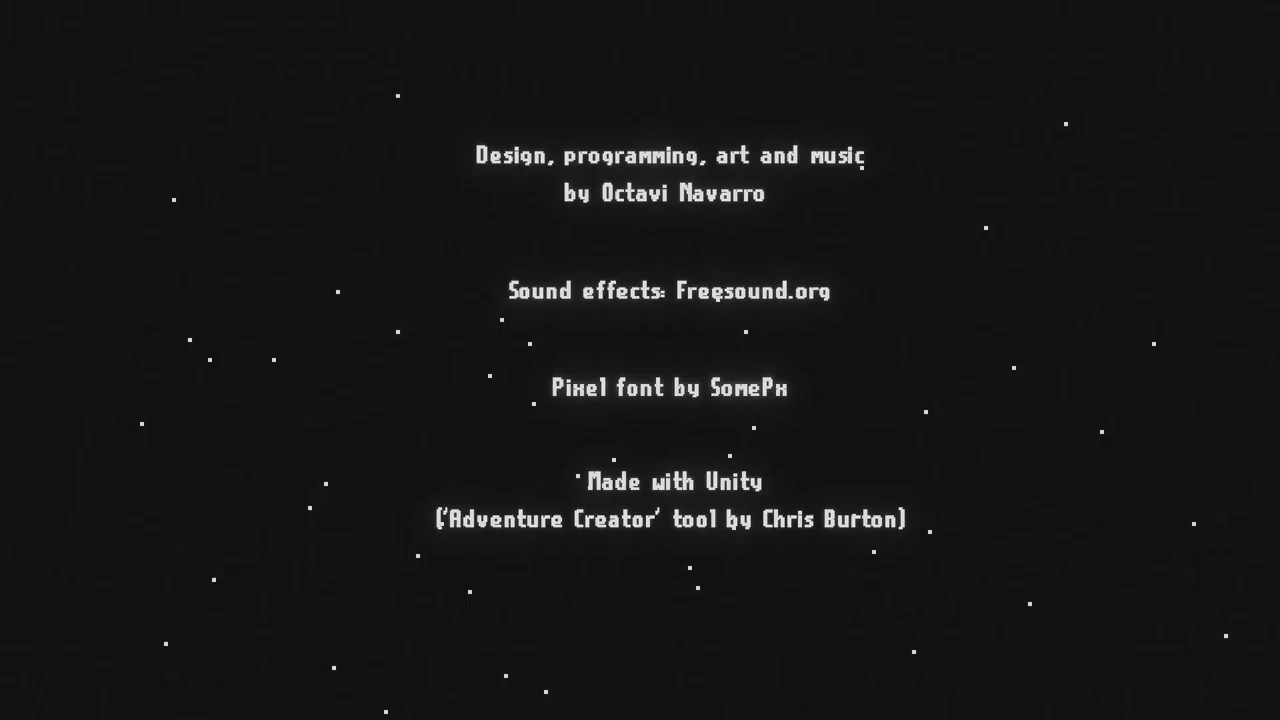 Design, programming, art and music
by Octavi Navarro
Sound effects: Freesound.org
Pixel font by SomePx
Made with Unity
('Adventure Creator' tool by Chris Burton)